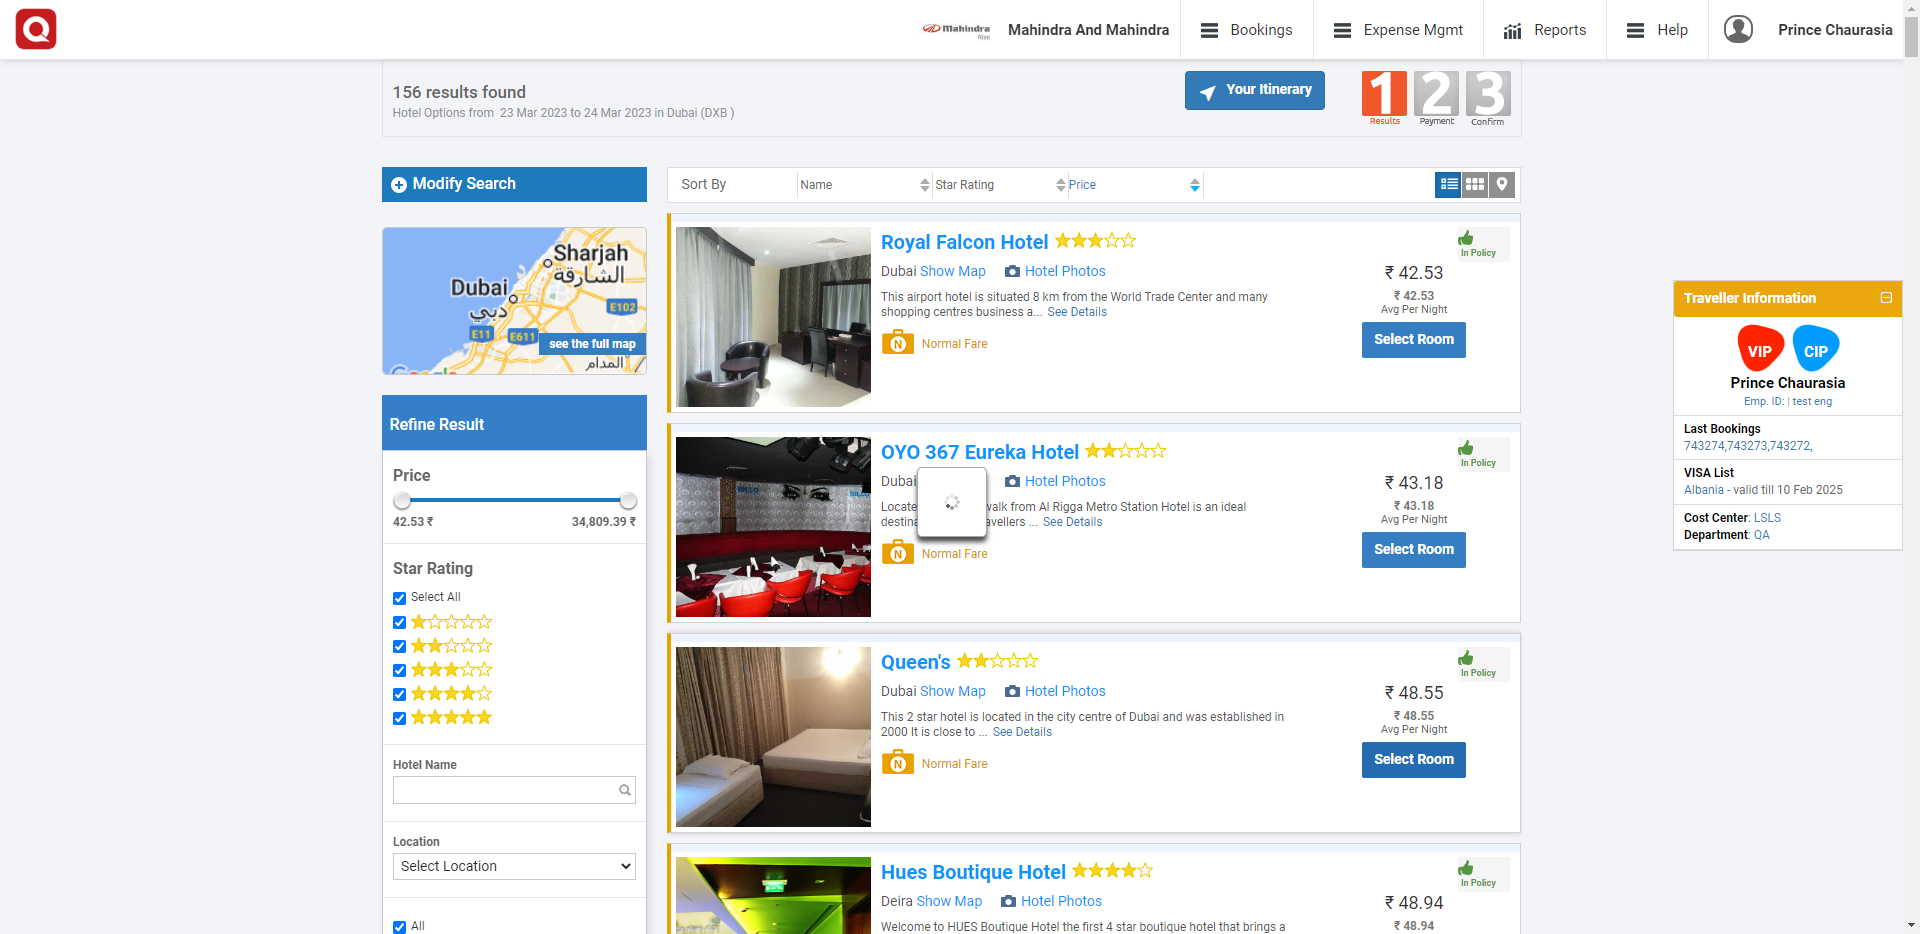 Q
Mahindra Rise
Mahindra And Mahindra
Bookings
Expense Mgmt
Reports
Help
Prince Chaurasia
156 results found
Hotel Options from 23 Mar 2023 to 24 Mar 2023 in Dubai (DXB )
Your Itinerary
1 Results
2 Payment
3 Confirm
Modify Search
Sharjah
الشارقة
Dubai
دبي
E102
E11
E611
see the full map
المدام
Google
Refine Result
Price
42.53 ₹
34,809.39 ₹
Star Rating
Select All
Hotel Name
Location
Select Location
All
Sort By
Name
Star Rating
Price
Royal Falcon Hotel
In Policy
Dubai Show Map
Hotel Photos
₹ 42.53
This airport hotel is situated 8 km from the World Trade Center and many
shopping centres business a... See Details
₹ 42.53
Avg Per Night
N Normal Fare
Select Room
OYO 367 Eureka Hotel
In Policy
Dubai
Hotel Photos
₹ 43.18
Locate walk from Al Rigga Metro Station Hotel is an ideal
destina avellers ... See Details
₹ 43.18
Avg Per Night
N Normal Fare
Select Room
Queen's
In Policy
Dubai Show Map
Hotel Photos
₹ 48.55
This 2 star hotel is located in the city centre of Dubai and was established in
2000 It is close to ... See Details
₹ 48.55
Avg Per Night
N Normal Fare
Select Room
Hues Boutique Hotel
In Policy
Deira Show Map
Hotel Photos
₹ 48.94
Welcome to HUES Boutique Hotel the first 4 star boutique hotel that brings a
₹ 48.94
Traveller Information
VIP
CIP
Prince Chaurasia
Emp. ID: | test eng
Last Bookings
743274,743273,743272,
VISA List
Albania - valid till 10 Feb 2025
Cost Center: LSLS
Department: QA